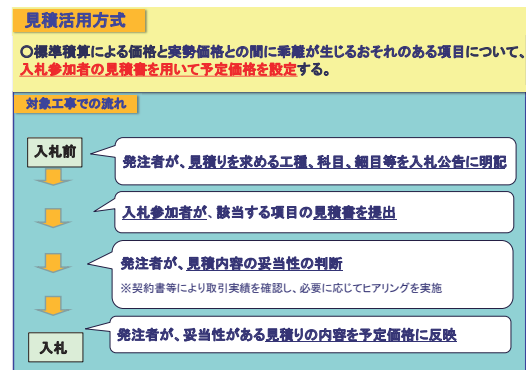 見積活用方式
〇標準積算による価格と実勢価格との間に乖離が生じるおそれのある項目について、
入札参加者の見積書を用いて予定価格を設定する。
対象工事での流れ
入札前
発注者が、見積りを求める工種、科目、細目等を入札公告に明記
入札参加者が、該当する項目の見積書を提出
発注者が、見積内容の妥当性の判断
※契約書等により取引実績を確認し、必要に応じてヒアリングを実施
発注者が、妥当性がある見積りの内容を予定価格に反映
入札